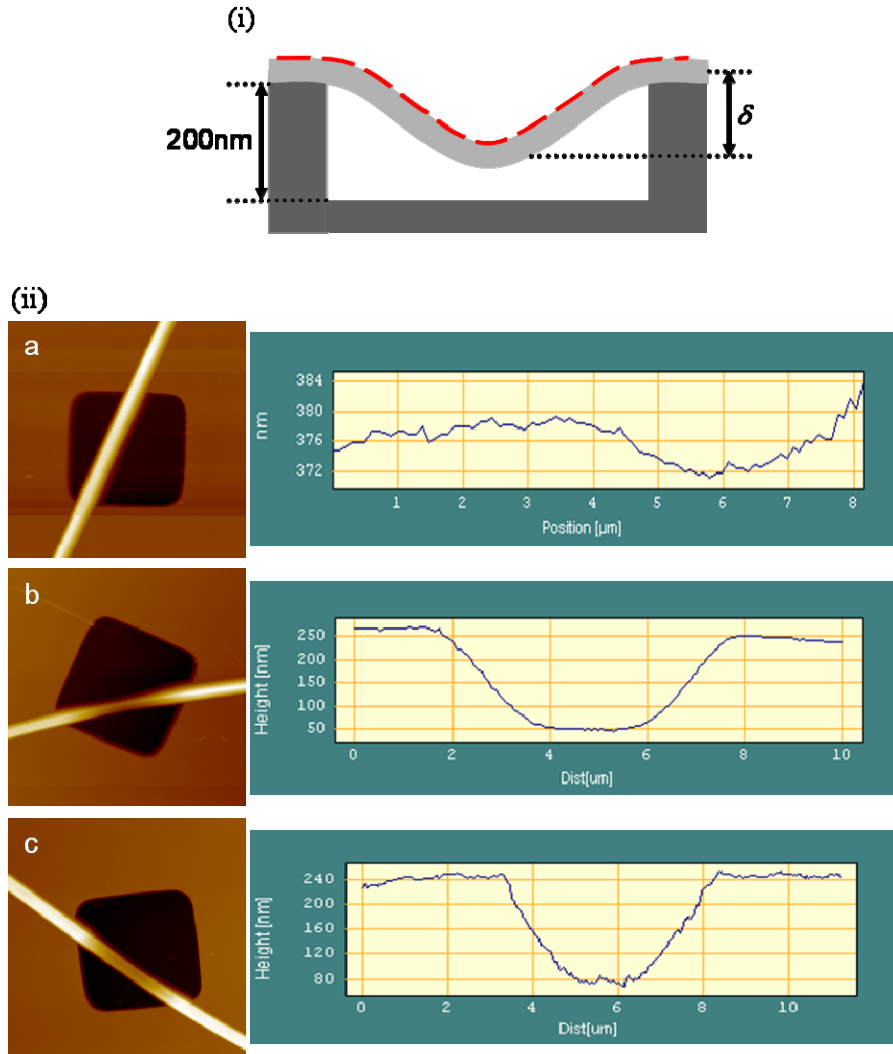 (i)
200nm
δ
(ii)
a
384
380
376
372
nm
1 2 3 4 5 6 7 8
Position [µm]
b
250
200
150
100
50
Height [nm]
0 2 4 6 8 10
Dist[um]
c
240
200
160
120
80
Height [nm]
0 2 4 6 8 10
Dist[um]